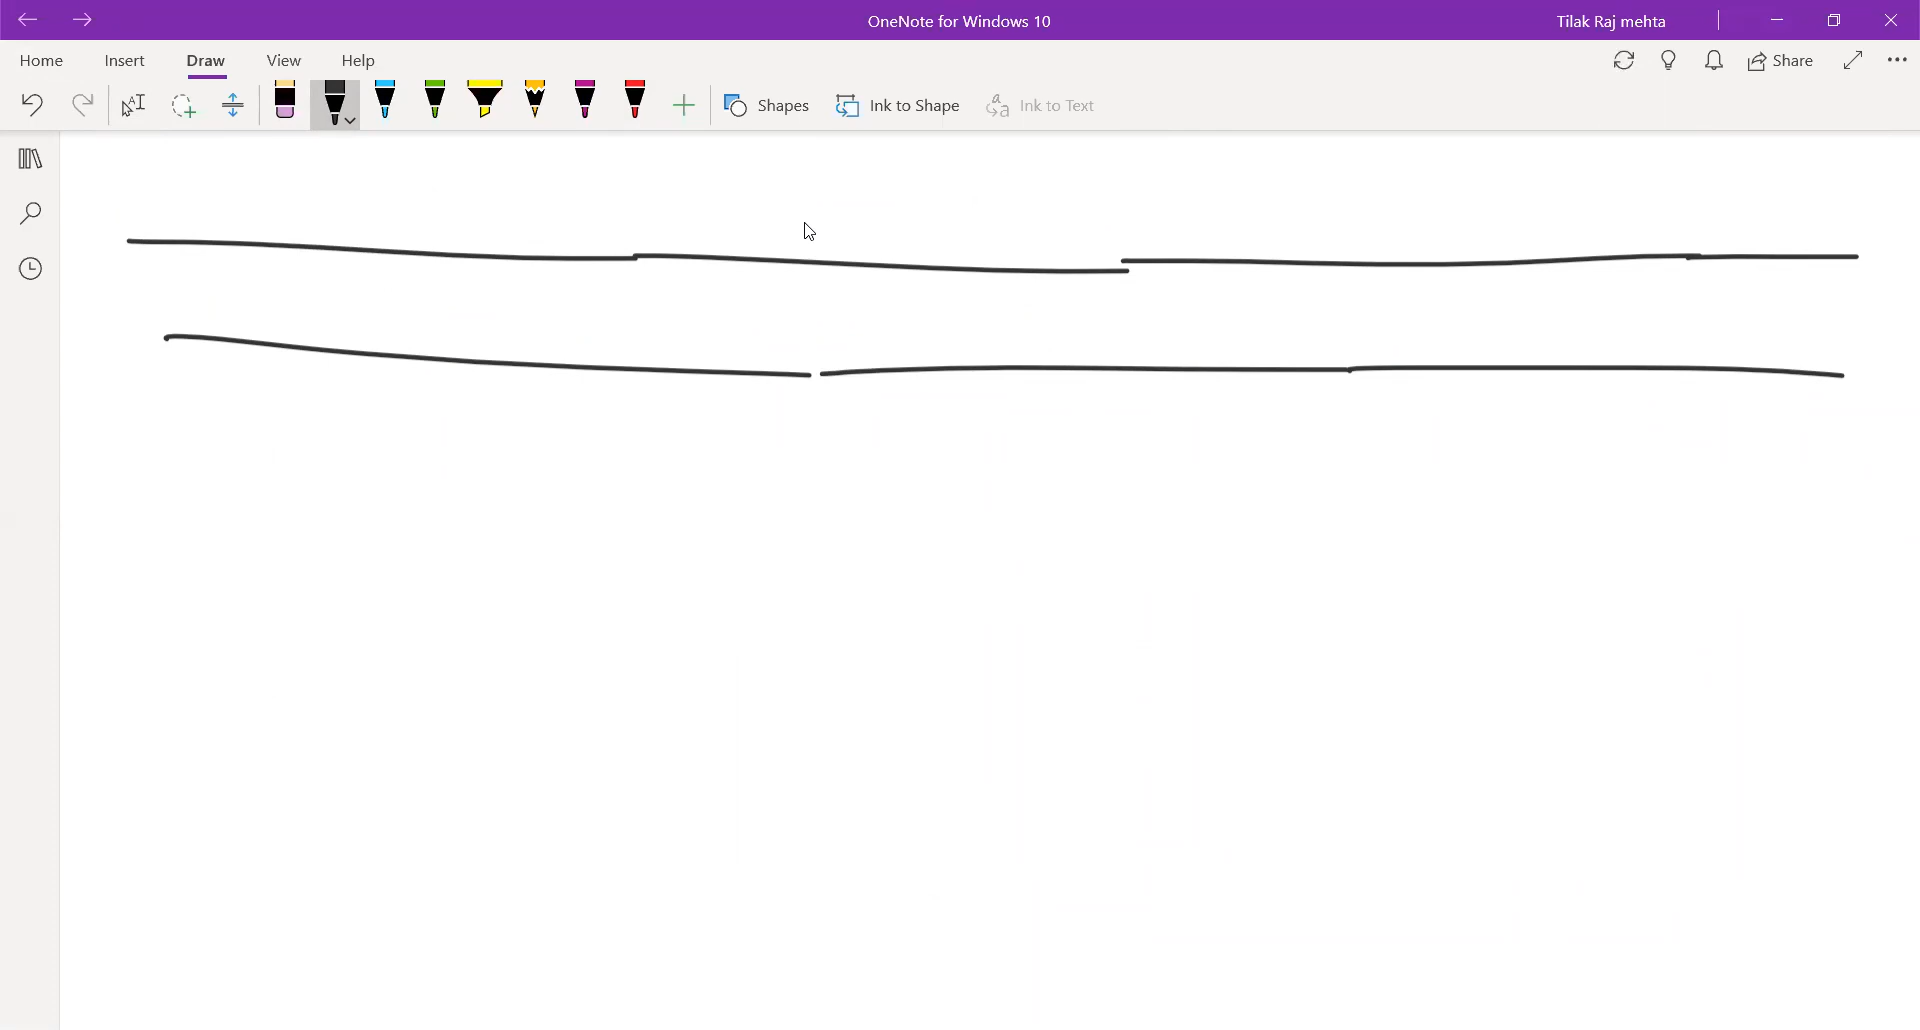 OneNote for Windows 10 Tilak Raj mehta
Home Insert Draw View Help Share
Shapes Ink to Shape Ink to Text